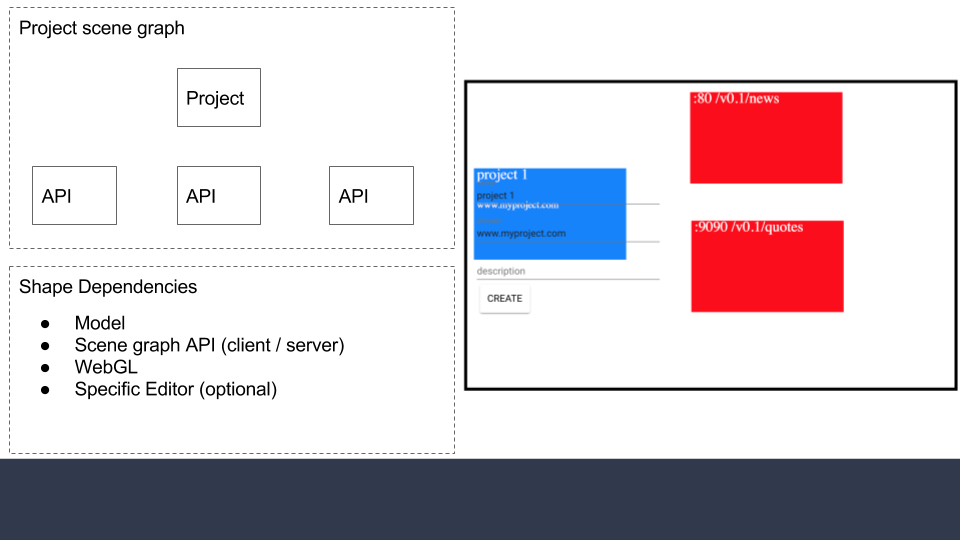 Project scene graph
Project
API
API
API
Shape Dependencies
● Model
● Scene graph API (client / server)
● WebGL
● Specific Editor (optional)
:80 /v0.1/news
project 1
project 1
www.myproject.com
www.myproject.com
description
CREATE
:9090 /v0.1/quotes